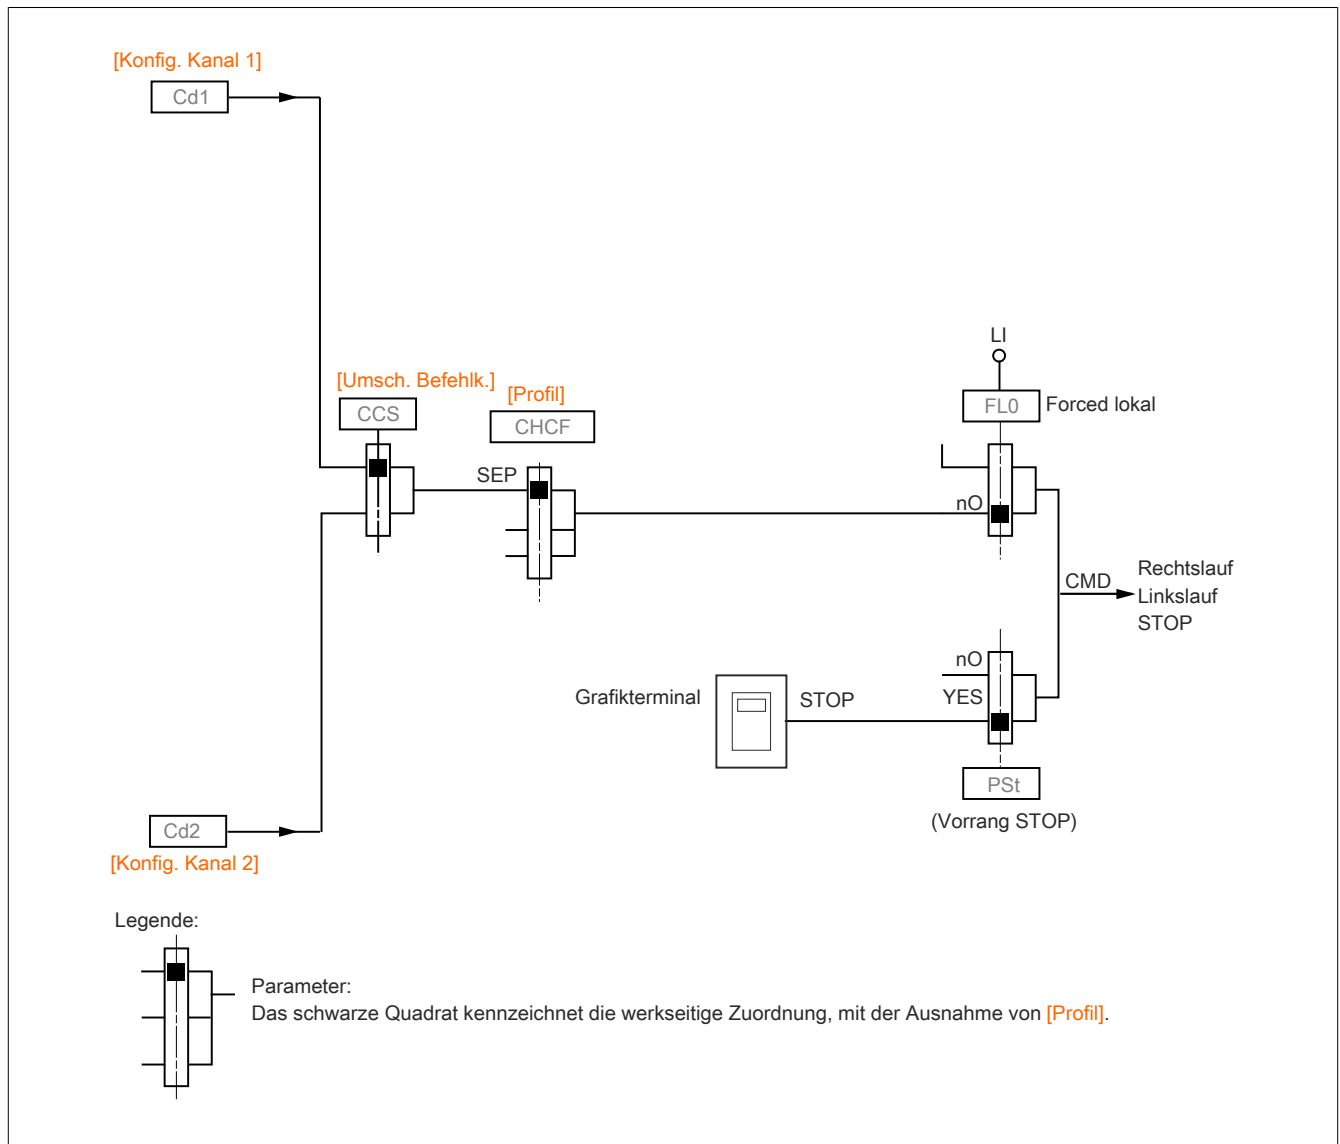 [Konfig. Kanal 1]
Cd1
LI
[Umsch. Befehlk.]
[Profil]
CCS
CHCF
FL0
Forced lokal
SEP
nO
CMD
Rechtslauf
Linkslauf
STOP
nO
Grafikterminal
STOP
YES
PSt
(Vorrang STOP)
Cd2
[Konfig. Kanal 2]
Legende:
Parameter:
Das schwarze Quadrat kennzeichnet die werkseitige Zuordnung, mit der Ausnahme von [Profil].